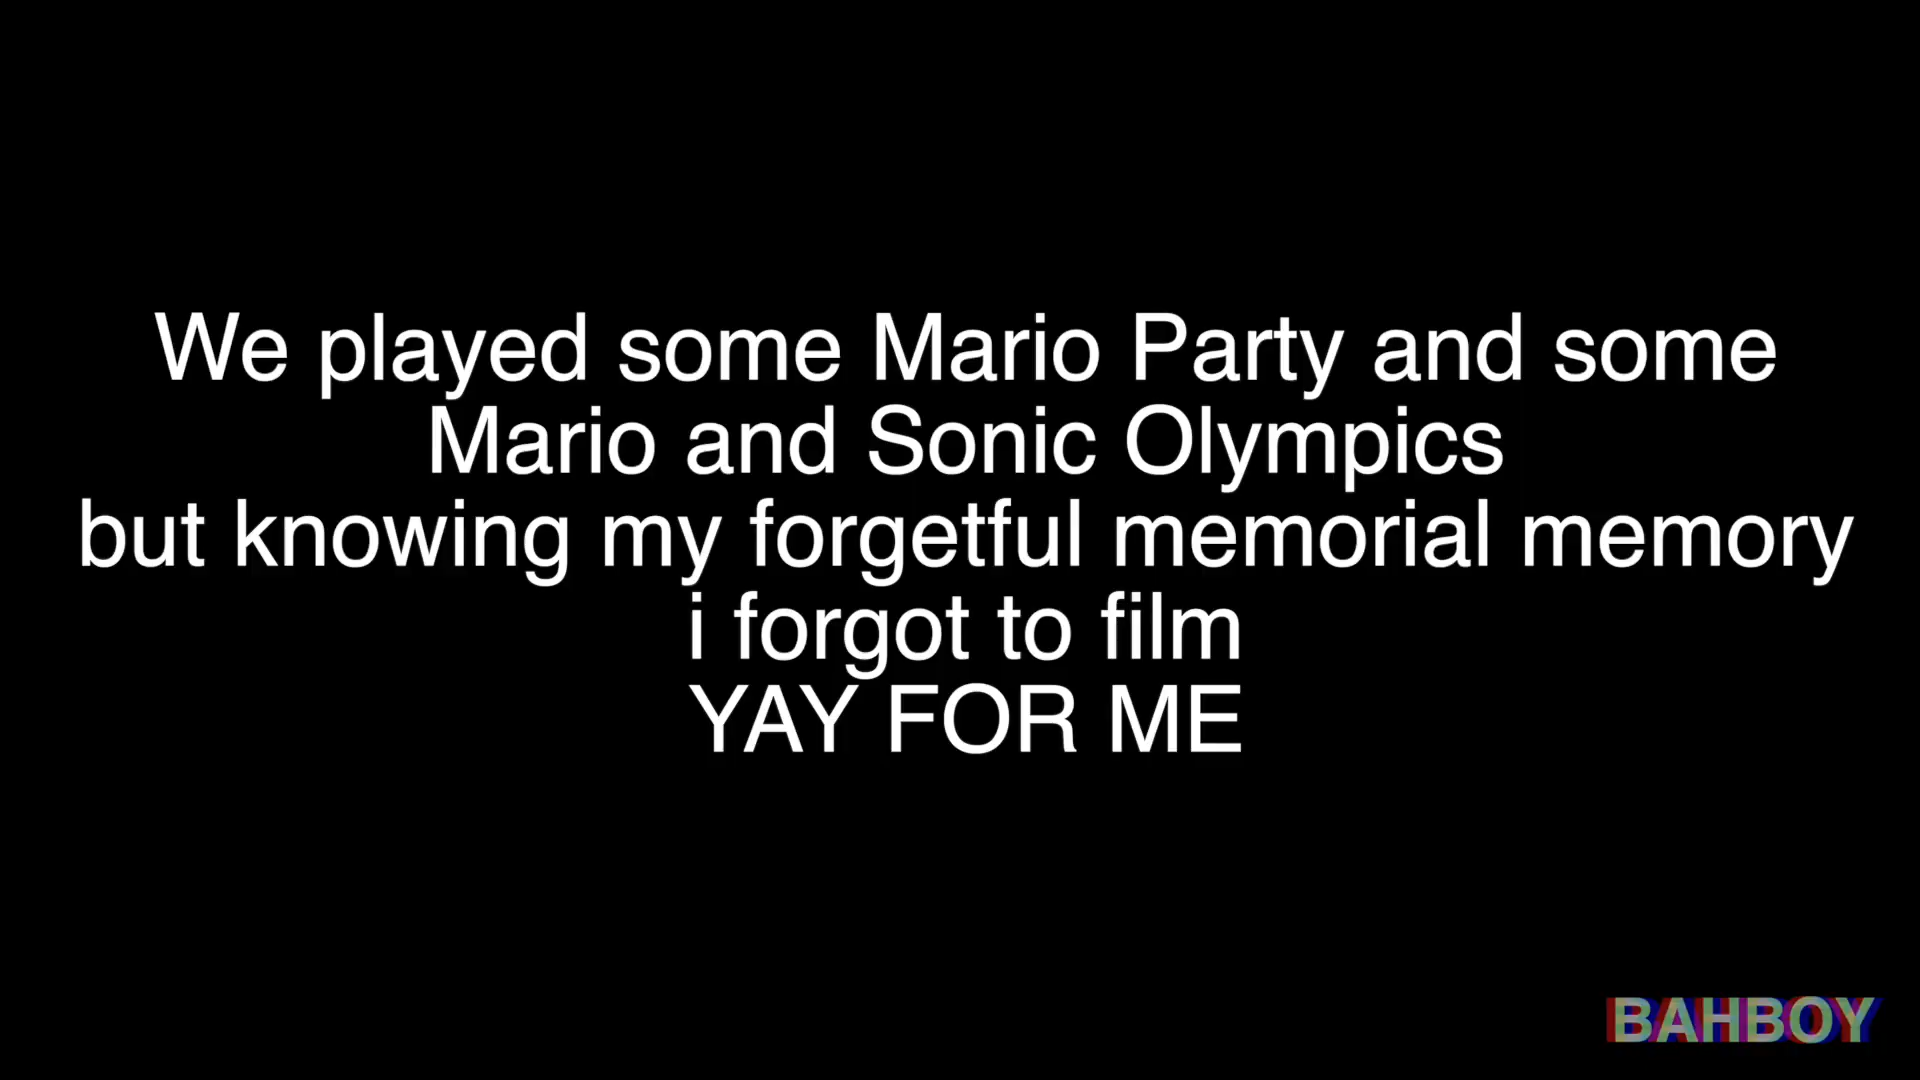 We played some Mario Party and some
Mario and Sonic Olympics
but knowing my forgetful memorial memory
i forgot to film
YAY FOR ME
BAHBOY